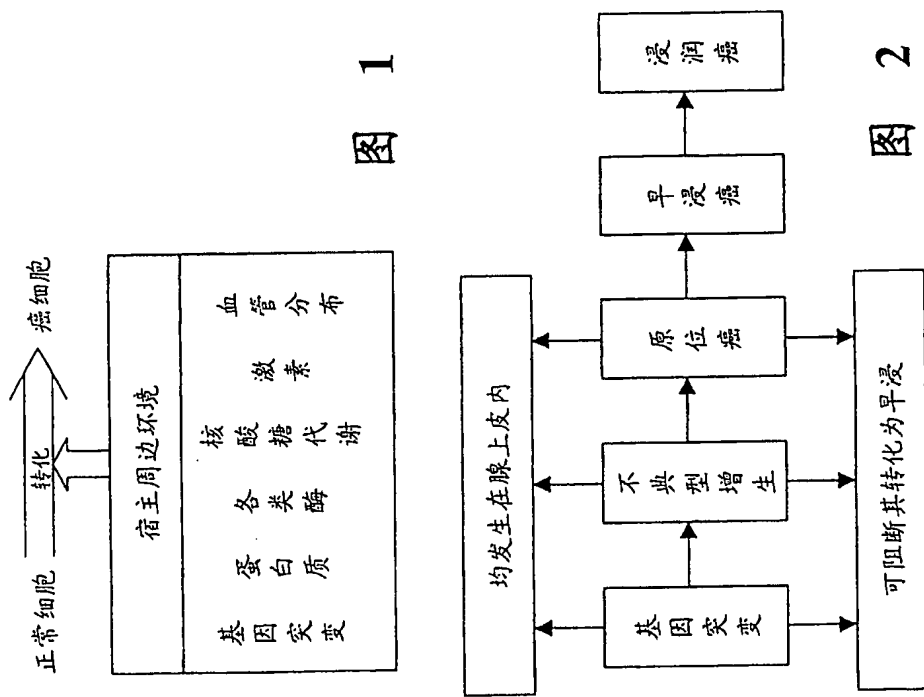 正常细胞 转化 癌细胞
宿主周边环境
基因突变 蛋白质 各类酶 核酸糖代谢 激素 血管分布
图 1
均发生在腺上皮内
基因突变 不典型增生 原位癌 早浸癌 浸润癌
可阻断其转化为早浸
图 2